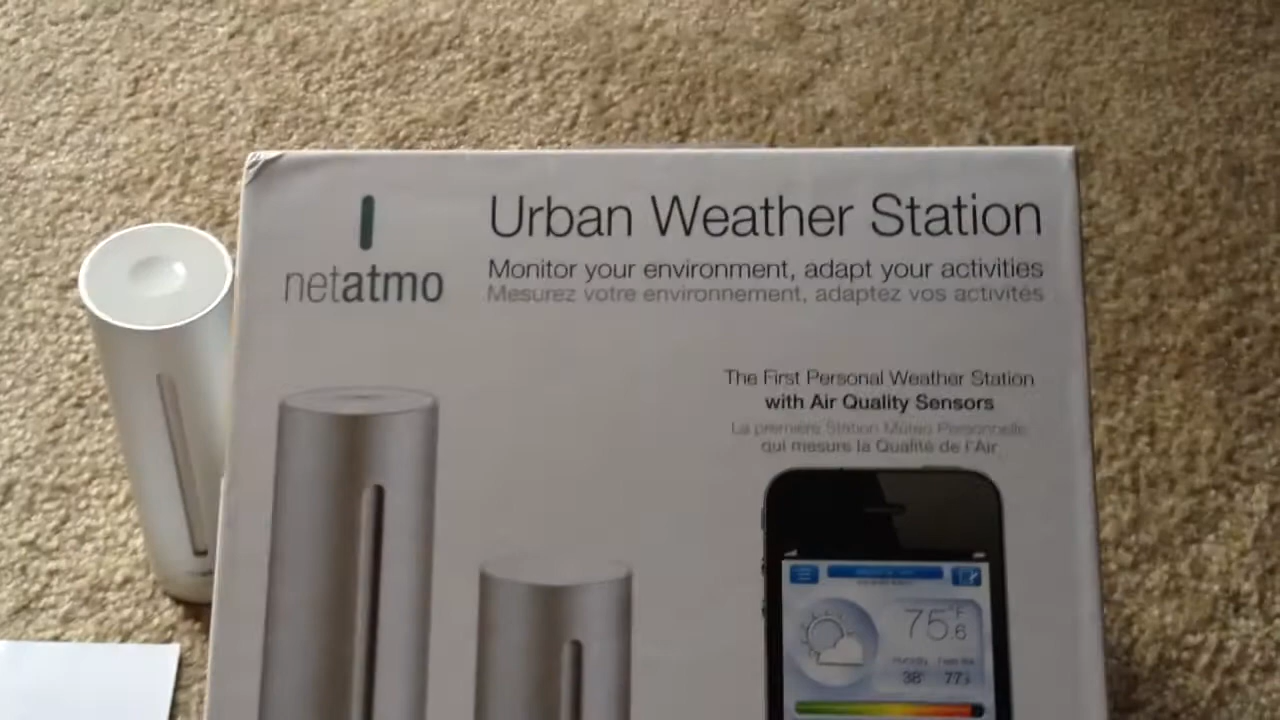 Urban Weather Station
netatmo
Monitor your environment, adapt your activities
Mesurez votre environnement, adaptez vos activités
The First Personal Weather Station
with Air Quality Sensors
La première Station Météo Personnelle
qui mesure la Qualité de l'Air
75.6 °F
38
77